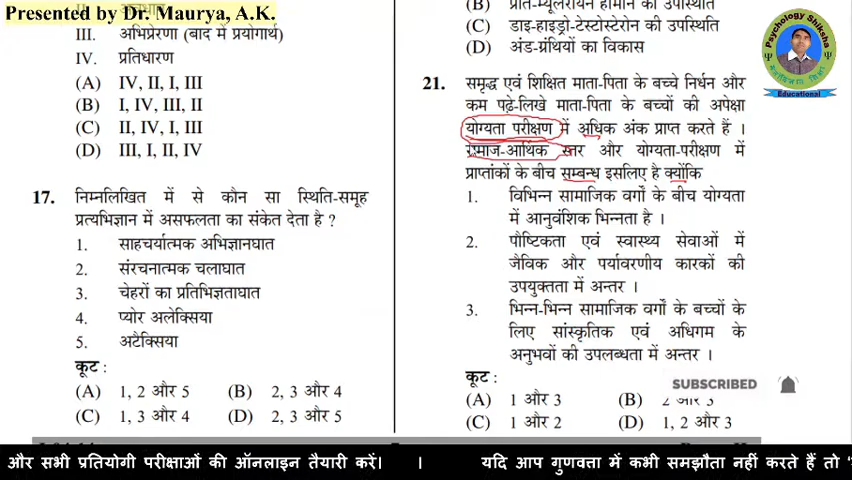 Presented by Dr. Maurya, A.K.
III. अभिप्रेरणा (बाद में प्रयोगार्थ)
IV. प्रतिधारण
(A) IV, II, I, III
(B) I, IV, III, II
(C) II, IV, I, III
(D) III, I, II, IV
17. निम्नलिखित में से कौन सा स्थिति-समूह
प्रत्यभिज्ञान में असफलता का संकेत देता है ?
1. साहचर्यात्मक अभिज्ञानघात
2. संरचनात्मक चलाघात
3. चेहरों का प्रतिभिज्ञताघात
4. प्योर अलेक्सिया
5. अटैक्सिया
कूट :
(A) 1, 2 और 5 (B) 2, 3 और 4
(C) 1, 3 और 4 (D) 2, 3 और 5
(B) प्रति-म्यूलेरीयन हार्मोन की उपस्थिति
(C) डाइ-हाइड्रो-टेस्टोस्टेरोन की उपस्थिति
(D) अंड-ग्रंथियों का विकास
21. समृद्ध एवं शिक्षित माता-पिता के बच्चे निर्धन और
कम पढ़े-लिखे माता-पिता के बच्चों की अपेक्षा
योग्यता परीक्षण में अधिक अंक प्राप्त करते हैं ।
समाज-आर्थिक स्तर और योग्यता-परीक्षण में
प्राप्तांकों के बीच सम्बन्ध इसलिए है क्योंकि
1. विभिन्न सामाजिक वर्गों के बीच योग्यता
में आनुवंशिक भिन्नता है ।
2. पौष्टिकता एवं स्वास्थ्य सेवाओं में
जैविक और पर्यावरणीय कारकों की
उपयुक्तता में अन्तर ।
3. भिन्न-भिन्न सामाजिक वर्गों के बच्चों के
लिए सांस्कृतिक एवं अधिगम के
अनुभवों की उपलब्धता में अन्तर ।
कूट :
(A) 1 और 3 (B) 2 और 3
(C) 1 और 2 (D) 1, 2 और 3
SUBSCRIBED
Psychology Shiksha
Educational
और सभी प्रतियोगी परीक्षाओं की ऑनलाइन तैयारी करें। । यदि आप गुणवत्ता में कभी समझौता नहीं करते हैं तो